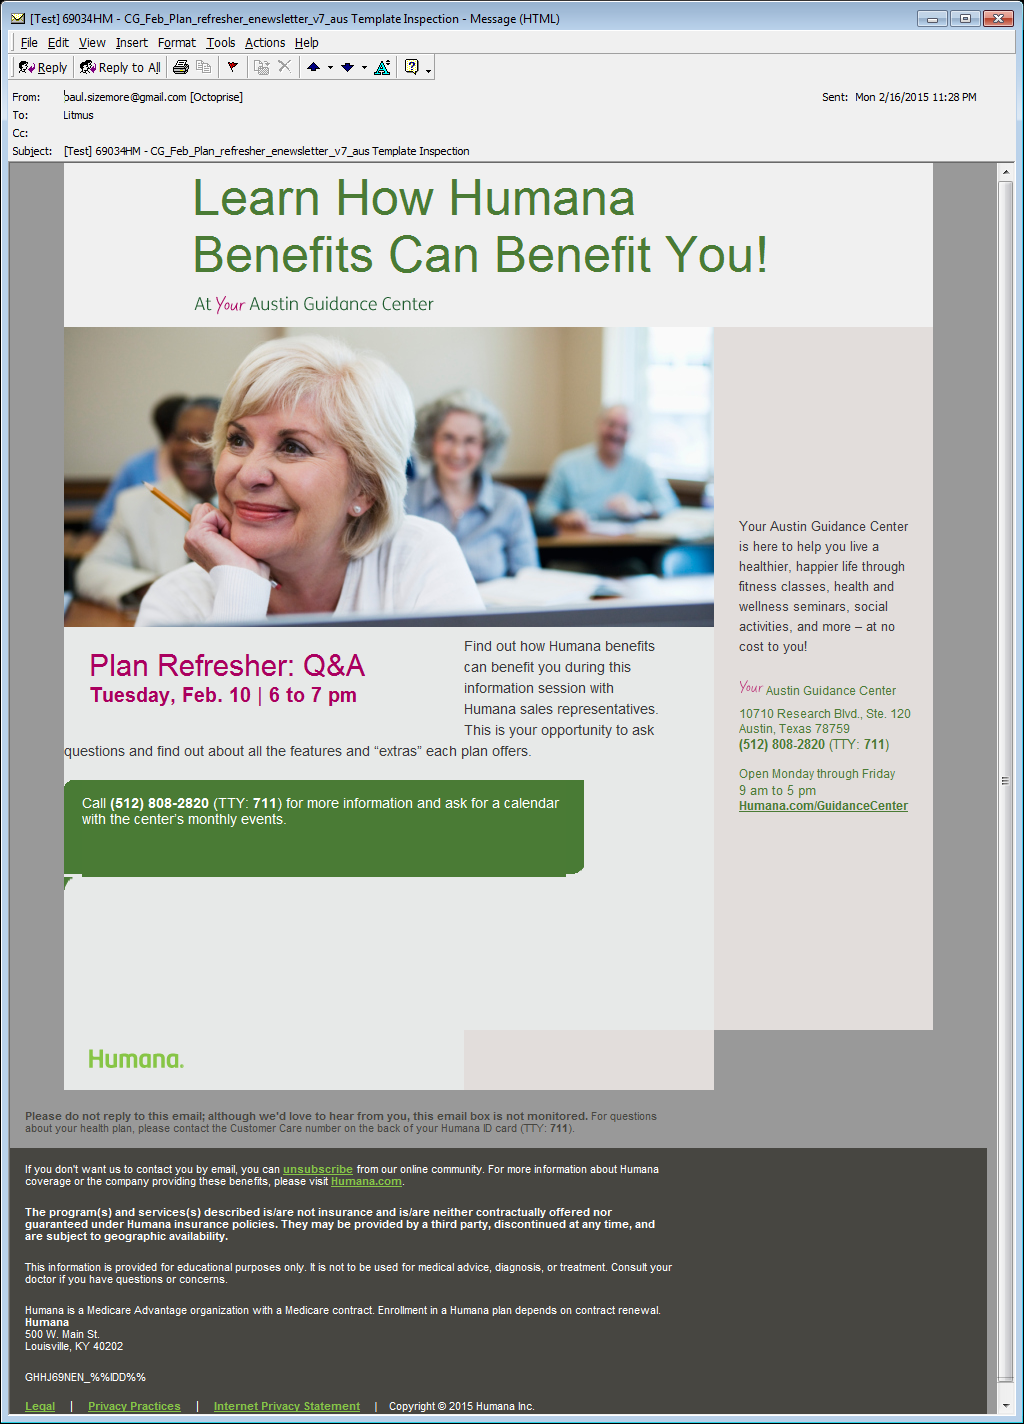 [Test] 69034HM - CG_Feb_Plan_refresher_enewsletter_v7_aus Template Inspection - Message (HTML)
File Edit View Insert Format Tools Actions Help
Reply Reply to All
From: paul.sizemore@gmail.com [Octoprise] Sent: Mon 2/16/2015 11:28 PM
To: Litmus
Cc:
Subject: [Test] 69034HM - CG_Feb_Plan_refresher_enewsletter_v7_aus Template Inspection
Learn How Humana
Benefits Can Benefit You!
At Your Austin Guidance Center
Plan Refresher: Q&A
Tuesday, Feb. 10 | 6 to 7 pm
Find out how Humana benefits
can benefit you during this
information session with
Humana sales representatives.
This is your opportunity to ask
questions and find out about all the features and “extras” each plan offers.
Call (512) 808-2820 (TTY: 711) for more information and ask for a calendar
with the center's monthly events.
Your Austin Guidance Center
is here to help you live a
healthier, happier life through
fitness classes, health and
wellness seminars, social
activities, and more – at no
cost to you!
Your Austin Guidance Center
10710 Research Blvd., Ste. 120
Austin, Texas 78759
(512) 808-2820 (TTY: 711)
Open Monday through Friday
9 am to 5 pm
Humana.com/GuidanceCenter
Humana.
Please do not reply to this email; although we'd love to hear from you, this email box is not monitored. For questions
about your health plan, please contact the Customer Care number on the back of your Humana ID card (TTY: 711).
If you don't want us to contact you by email, you can unsubscribe from our online community. For more information about Humana
coverage or the company providing these benefits, please visit Humana.com.
The program(s) and services(s) described is/are not insurance and is/are neither contractually offered nor
guaranteed under Humana insurance policies. They may be provided by a third party, discontinued at any time, and
are subject to geographic availability.
This information is provided for educational purposes only. It is not to be used for medical advice, diagnosis, or treatment. Consult your
doctor if you have questions or concerns.
Humana is a Medicare Advantage organization with a Medicare contract. Enrollment in a Humana plan depends on contract renewal.
Humana
500 W. Main St.
Louisville, KY 40202
GHHJ69NEN_%%IDD%%
Legal | Privacy Practices | Internet Privacy Statement | Copyright © 2015 Humana Inc.